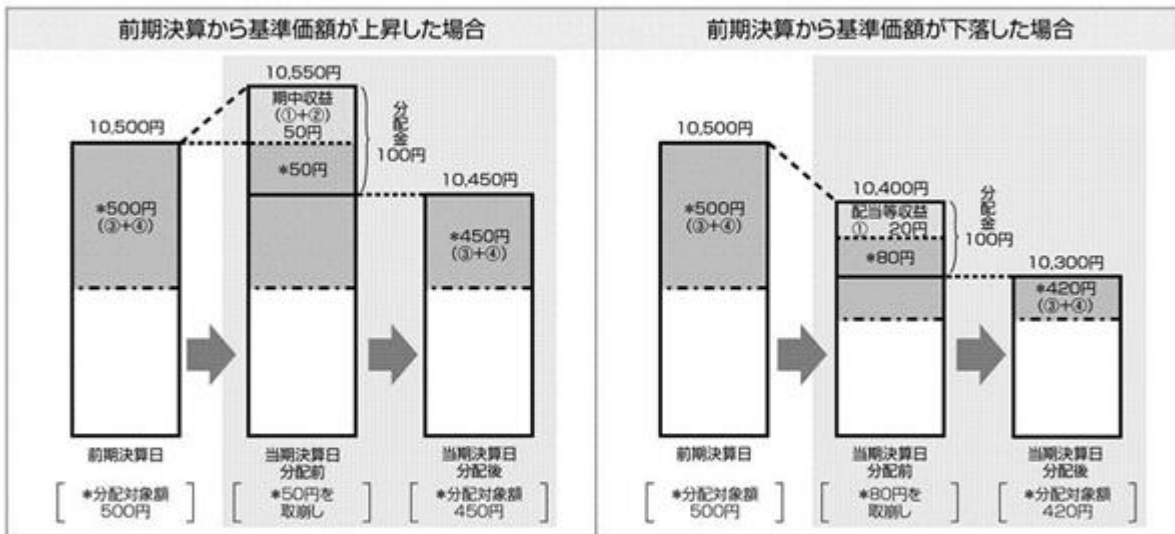 前期決算から基準価額が上昇した場合
10,550円
期中収益
(①+②)
50円
*50円
分配金
100円
10,500円
*500円
(③+④)
10,450円
*450円
(③+④)
前期決算日
当期決算日
分配前
当期決算日
分配後
*分配対象額
500円
*50円を
取崩し
*分配対象額
450円
前期決算から基準価額が下落した場合
10,500円
*500円
(③+④)
10,400円
配当等収益
① 20円
*80円
分配金
100円
10,300円
*420円
(③+④)
前期決算日
当期決算日
分配前
当期決算日
分配後
*分配対象額
500円
*80円を
取崩し
*分配対象額
420円